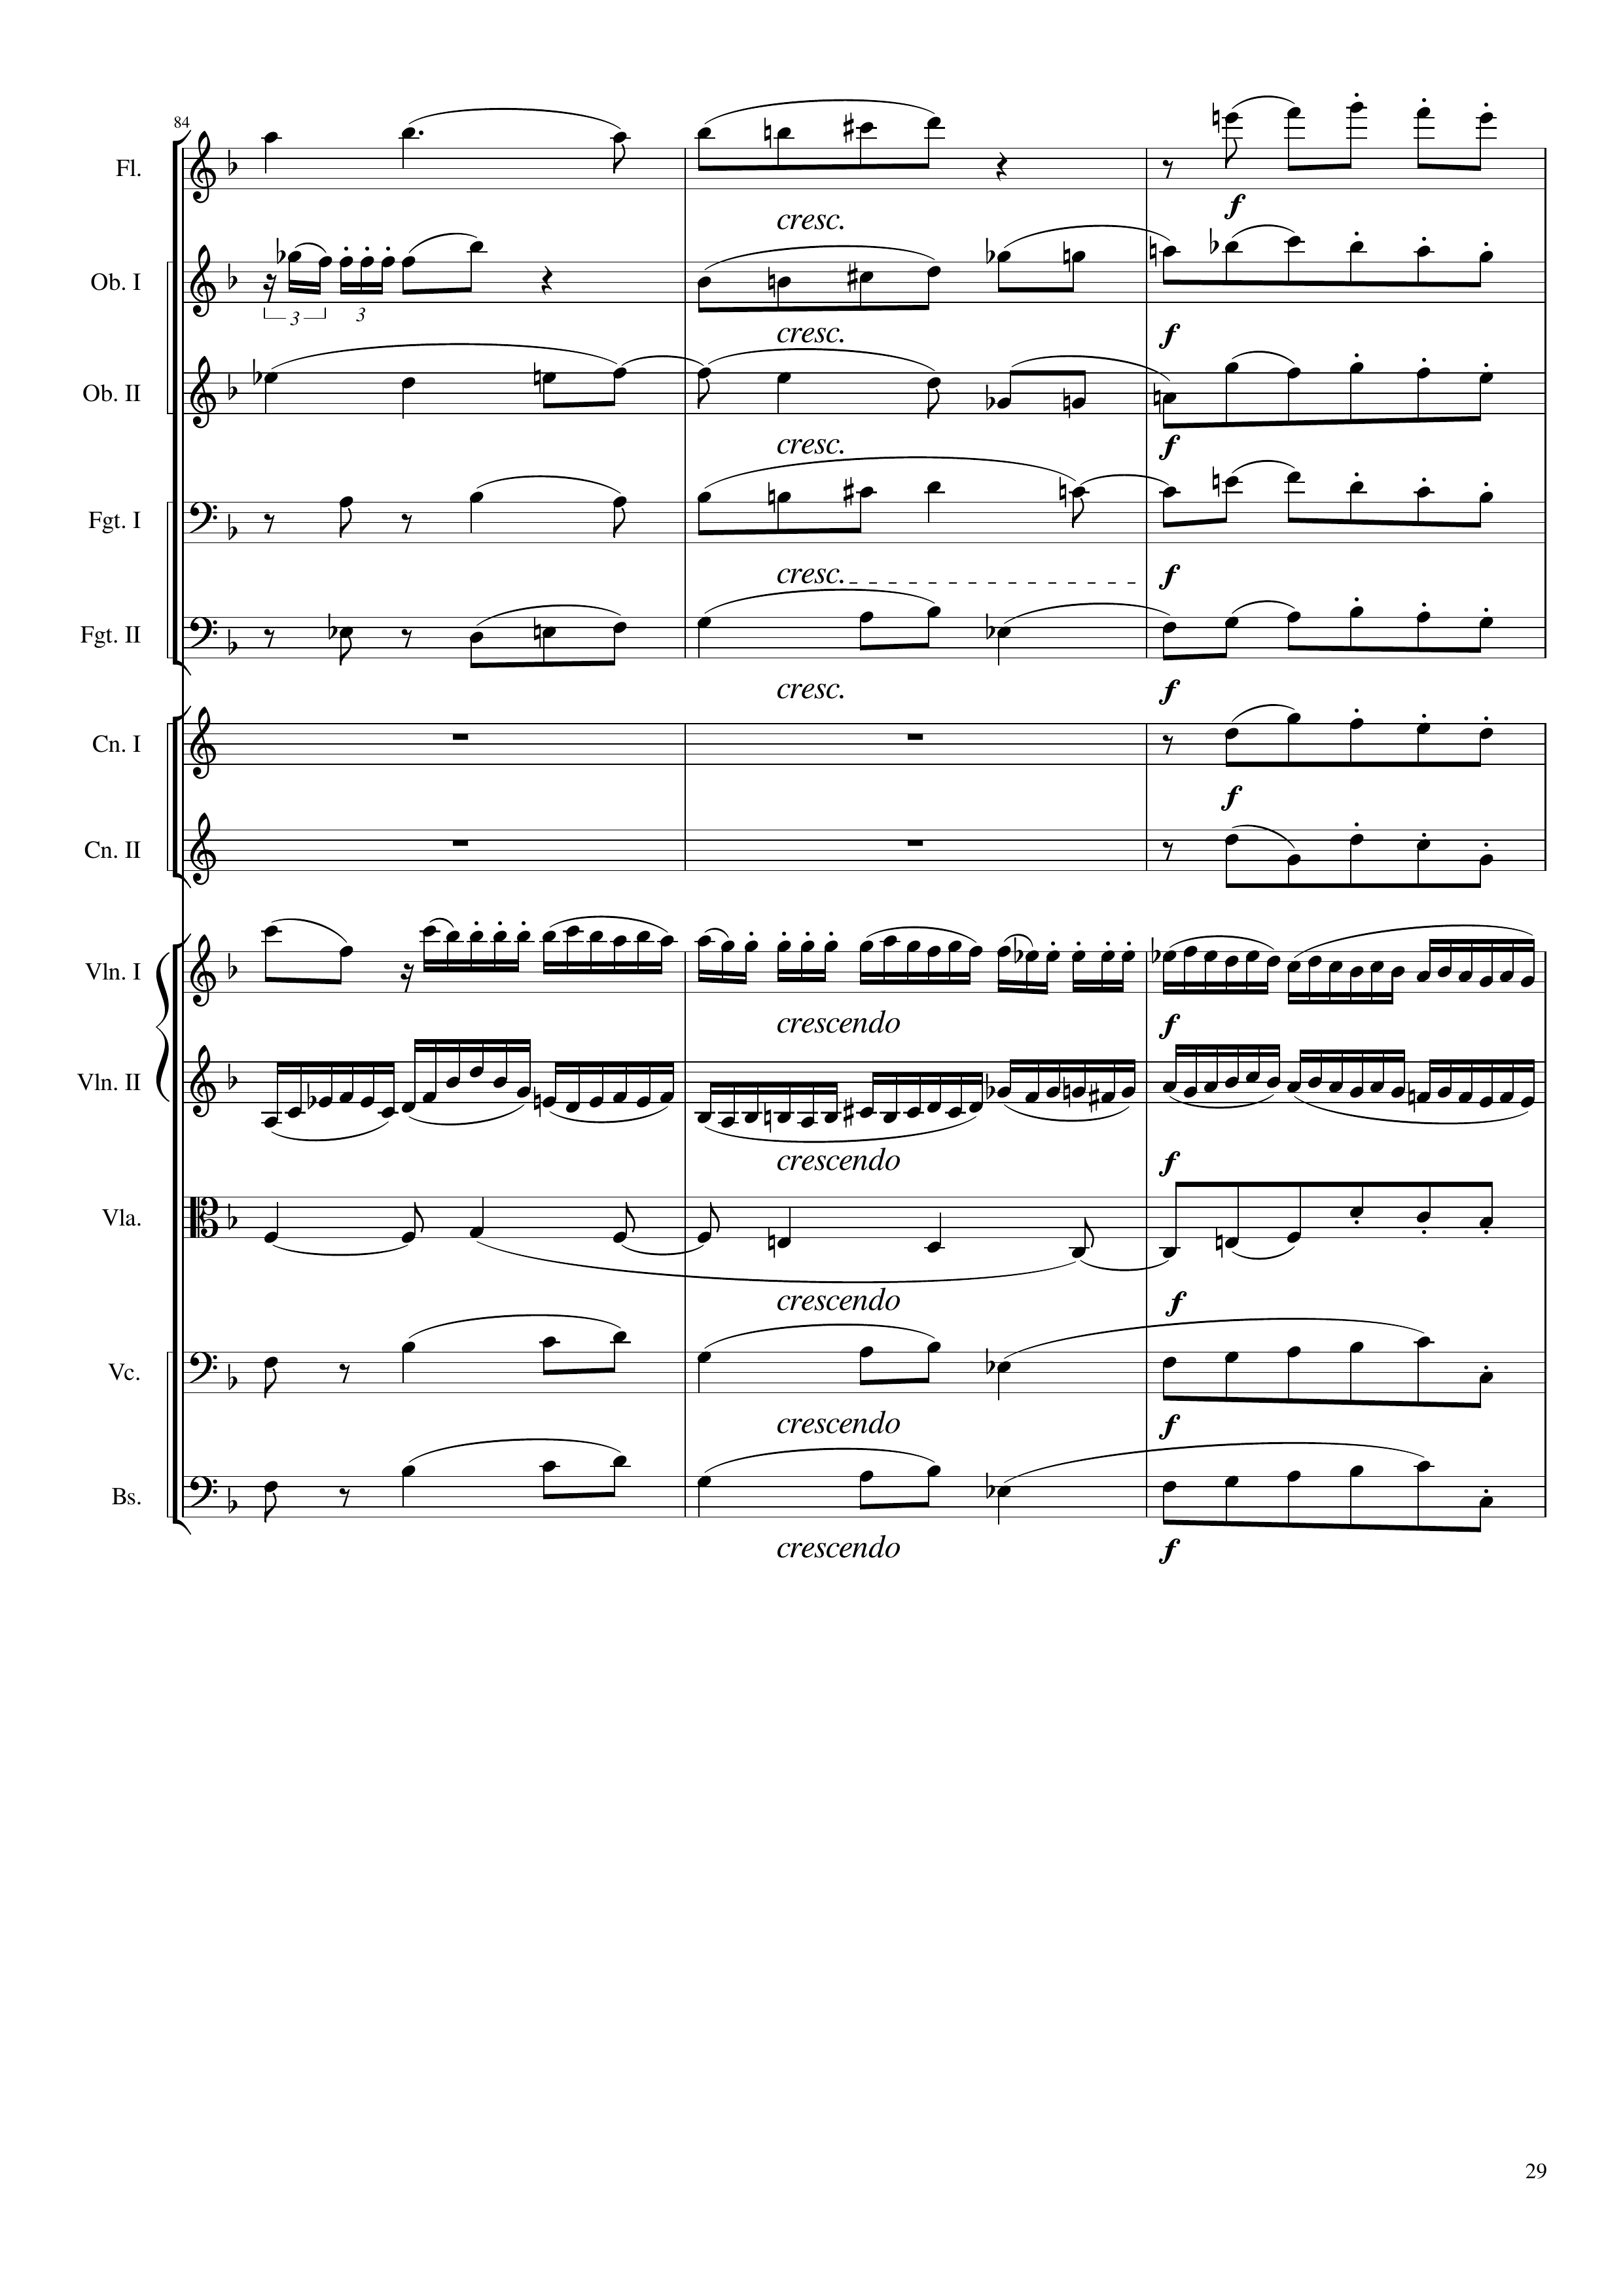 84
Fl.
cresc.
f
Ob. I
3
3
cresc.
f
Ob. II
cresc.
f
Fgt. I
cresc.
f
Fgt. II
cresc.
f
Cn. I
f
Cn. II
Vln. I
crescendo
f
Vln. II
crescendo
f
Vla.
crescendo
f
Vc.
crescendo
f
Bs.
crescendo
f
29